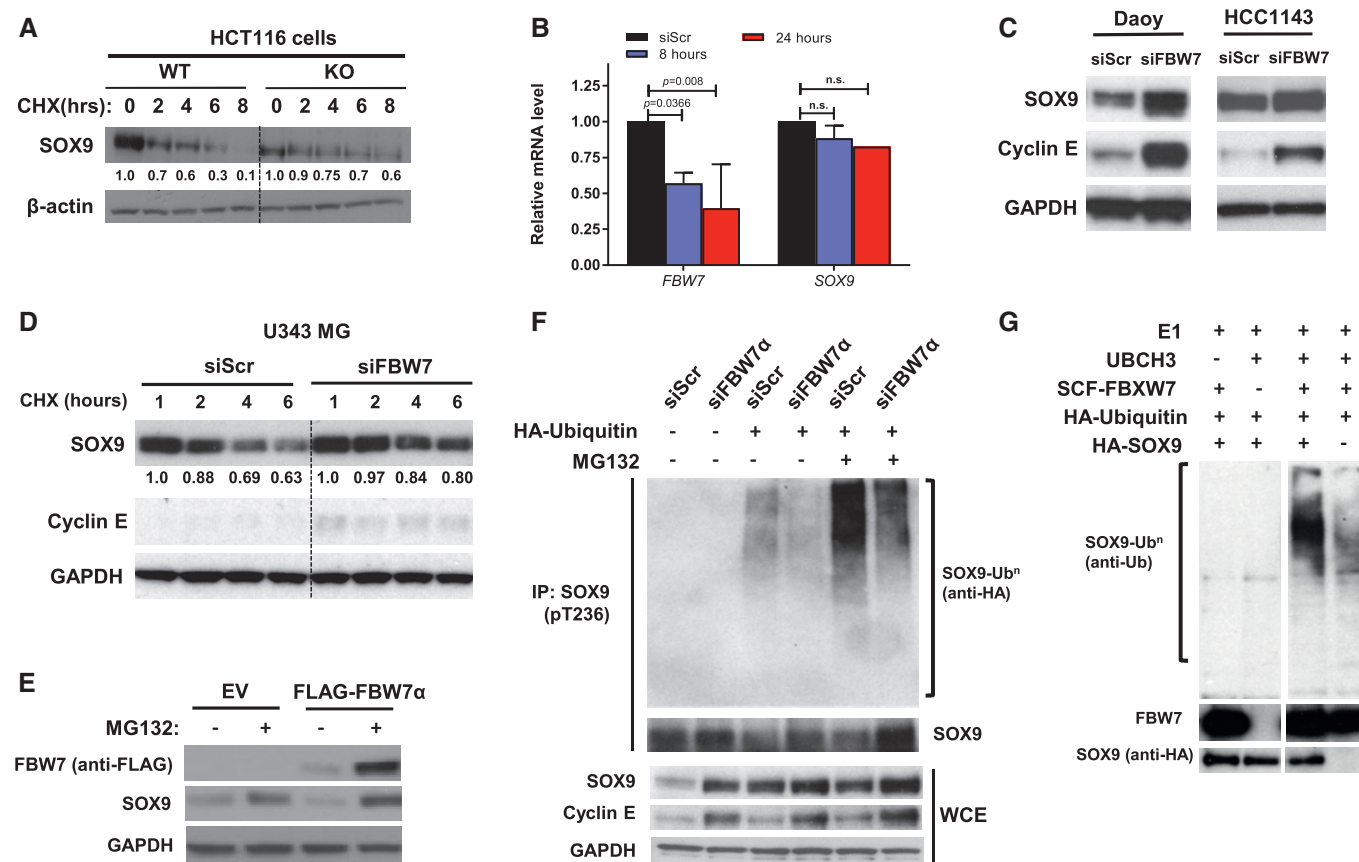 A
HCT116 cells
WT KO
CHX(hrs): 0 2 4 6 8 0 2 4 6 8
SOX9
1.0 0.7 0.6 0.3 0.1 1.0 0.9 0.75 0.7 0.6
β-actin
B
siScr 24 hours
8 hours
Relative mRNA level
1.25
1.00
0.75
0.50
0.25
0.00
p=0.008
p=0.0366
n.s.
n.s.
FBW7 SOX9
C
Daoy HCC1143
siScr siFBW7 siScr siFBW7
SOX9
Cyclin E
GAPDH
D
U343 MG
siScr siFBW7
CHX (hours) 1 2 4 6 1 2 4 6
SOX9
1.0 0.88 0.69 0.63 1.0 0.97 0.84 0.80
Cyclin E
GAPDH
E
EV FLAG-FBW7α
MG132: - + - +
FBW7 (anti-FLAG)
SOX9
GAPDH
F
siScr siFBW7α siScr siFBW7α siScr siFBW7α
HA-Ubiquitin - - + + + +
MG132 - - - - + +
IP: SOX9
(pT236)
SOX9-Ubⁿ
(anti-HA)
SOX9
SOX9
Cyclin E
GAPDH
WCE
G
E1 + + + +
UBCH3 - + + +
SCF-FBXW7 + - + +
HA-Ubiquitin + + + +
HA-SOX9 + + + -
SOX9-Ubⁿ
(anti-Ub)
FBW7
SOX9 (anti-HA)